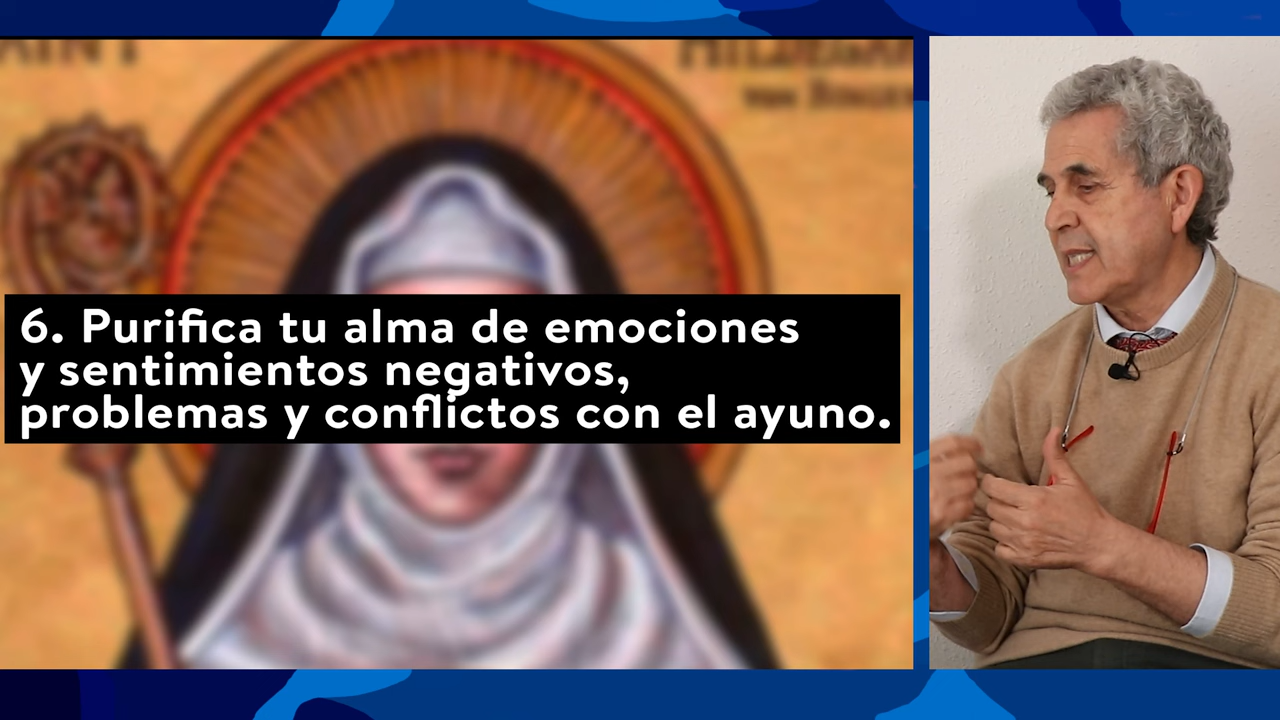 6. Purifica tu alma de emociones
y sentimientos negativos,
problemas y conflictos con el ayuno.